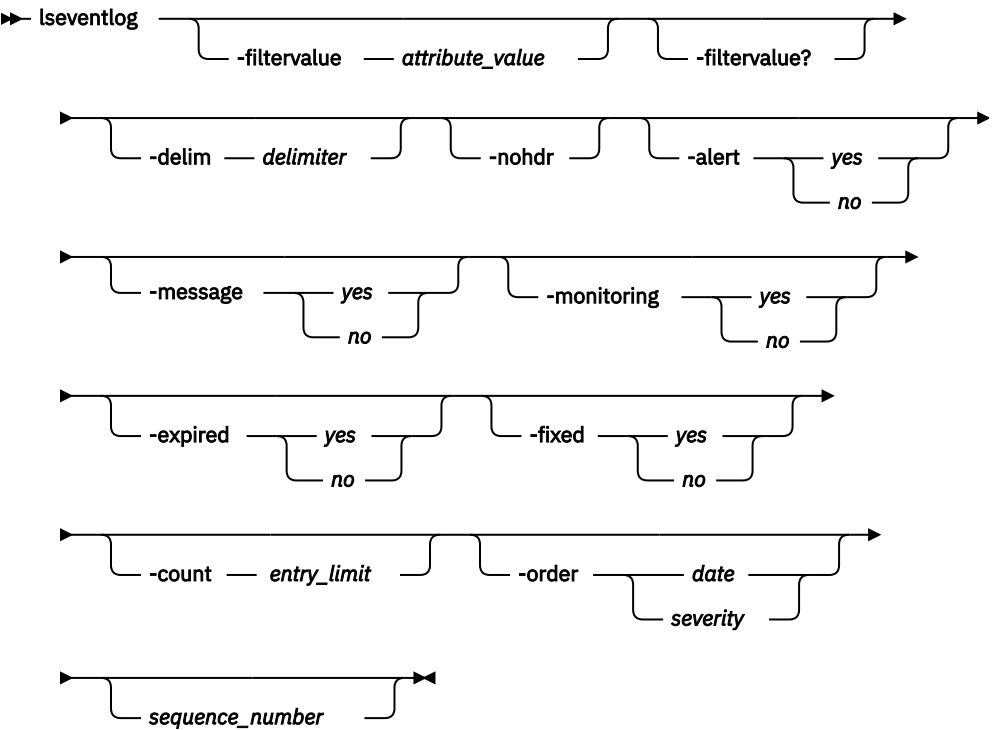 lseventlog
-filtervalue attribute_value -filtervalue?
-delim delimiter -nohdr -alert yes
no
-message yes -monitoring yes
no no
-expired yes -fixed yes
no no
-count entry_limit -order date
severity
sequence_number